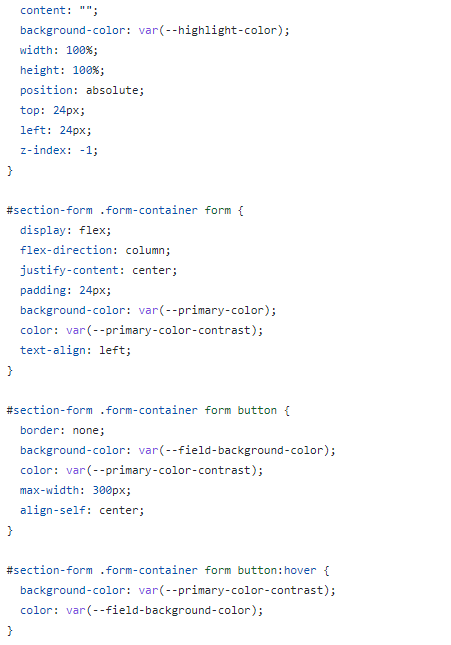 content: "";
background-color: var(--highlight-color);
width: 100%;
height: 100%;
position: absolute;
top: 24px;
left: 24px;
z-index: -1;
}
#section-form .form-container form {
display: flex;
flex-direction: column;
justify-content: center;
padding: 24px;
background-color: var(--primary-color);
color: var(--primary-color-contrast);
text-align: left;
}
#section-form .form-container form button {
border: none;
background-color: var(--field-background-color);
color: var(--primary-color-contrast);
max-width: 300px;
align-self: center;
}
#section-form .form-container form button:hover {
background-color: var(--primary-color-contrast);
color: var(--field-background-color);
}